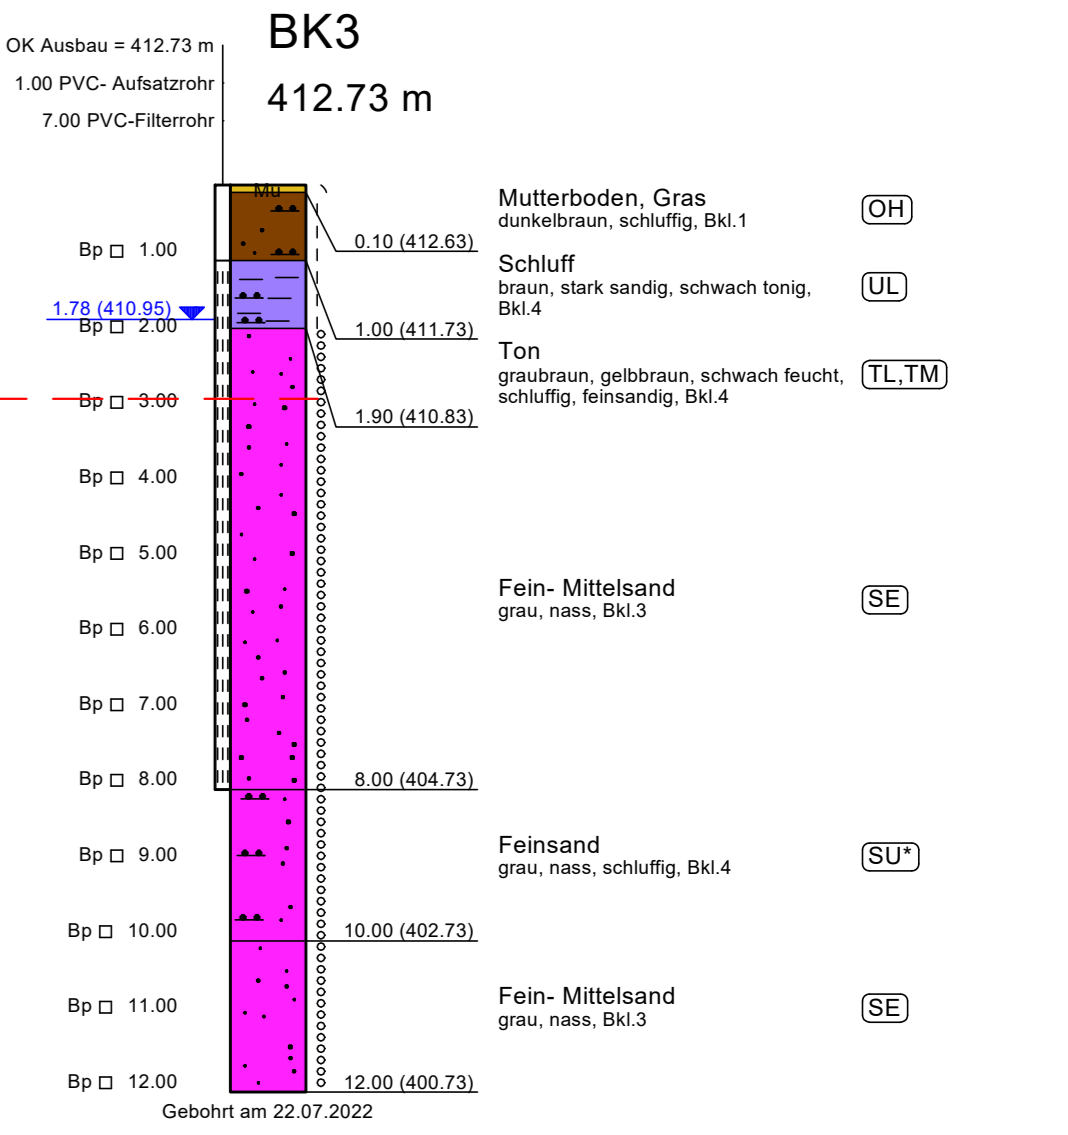 BK3
OK Ausbau = 412.73 m
1.00 PVC- Aufsatzrohr
412.73 m
7.00 PVC-Filterrohr
Mu
Mutterboden, Gras
dunkelbraun, schluffig, Bkl.1
OH
0.10 (412.63)
Bp 1.00
Schluff
braun, stark sandig, schwach tonig,
Bkl.4
UL
1.78 (410.95)
Bp 2.00
1.00 (411.73)
Ton
graubraun, gelbbraun, schwach feucht,
schluffig, feinsandig, Bkl.4
TL,TM
Bp 3.00
1.90 (410.83)
Bp 4.00
Bp 5.00
Fein- Mittelsand
grau, nass, Bkl.3
SE
Bp 6.00
Bp 7.00
Bp 8.00
8.00 (404.73)
Feinsand
grau, nass, schluffig, Bkl.4
SU*
Bp 9.00
Bp 10.00
10.00 (402.73)
Fein- Mittelsand
grau, nass, Bkl.3
SE
Bp 11.00
Bp 12.00
12.00 (400.73)
Gebohrt am 22.07.2022